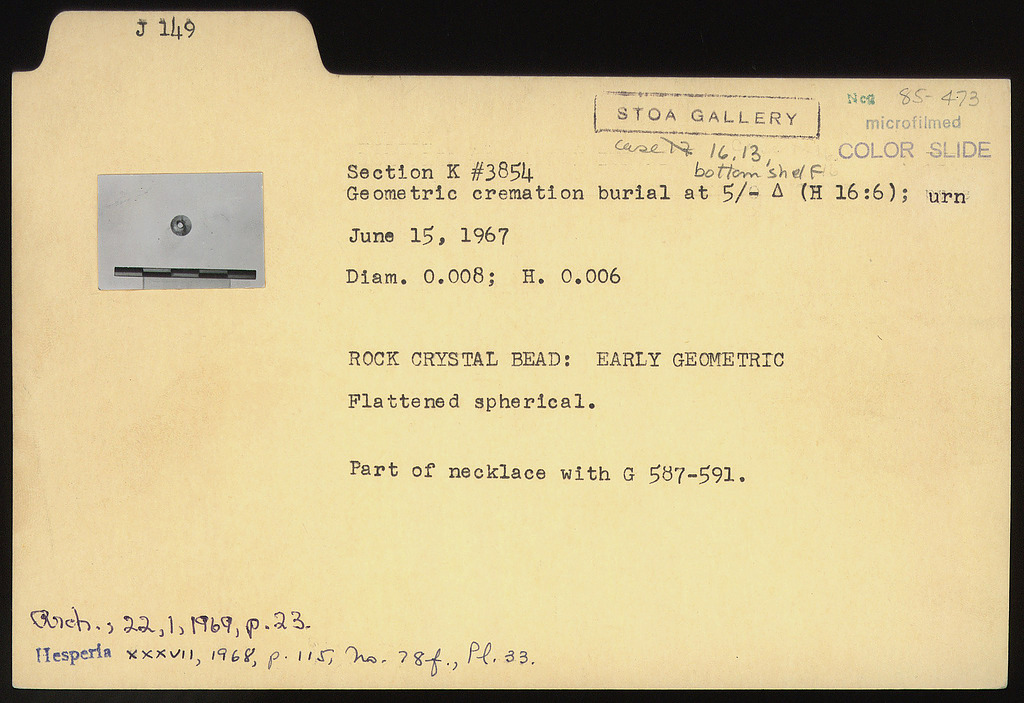 J 149
STOA GALLERY
Neg 85-473
microfilmed
COLOR SLIDE
case 17 16, 13,
bottom shelf
Section K #3854
Geometric cremation burial at 5/- Δ (H 16:6); urn
June 15, 1967
Diam. 0.008; H. 0.006
ROCK CRYSTAL BEAD: EARLY GEOMETRIC
Flattened spherical.
Part of necklace with G 587-591.
Arch., 22, 1, 1969, p. 23.
Hesperia XXXVII, 1968, p. 115, No. 78f., Pl. 33.